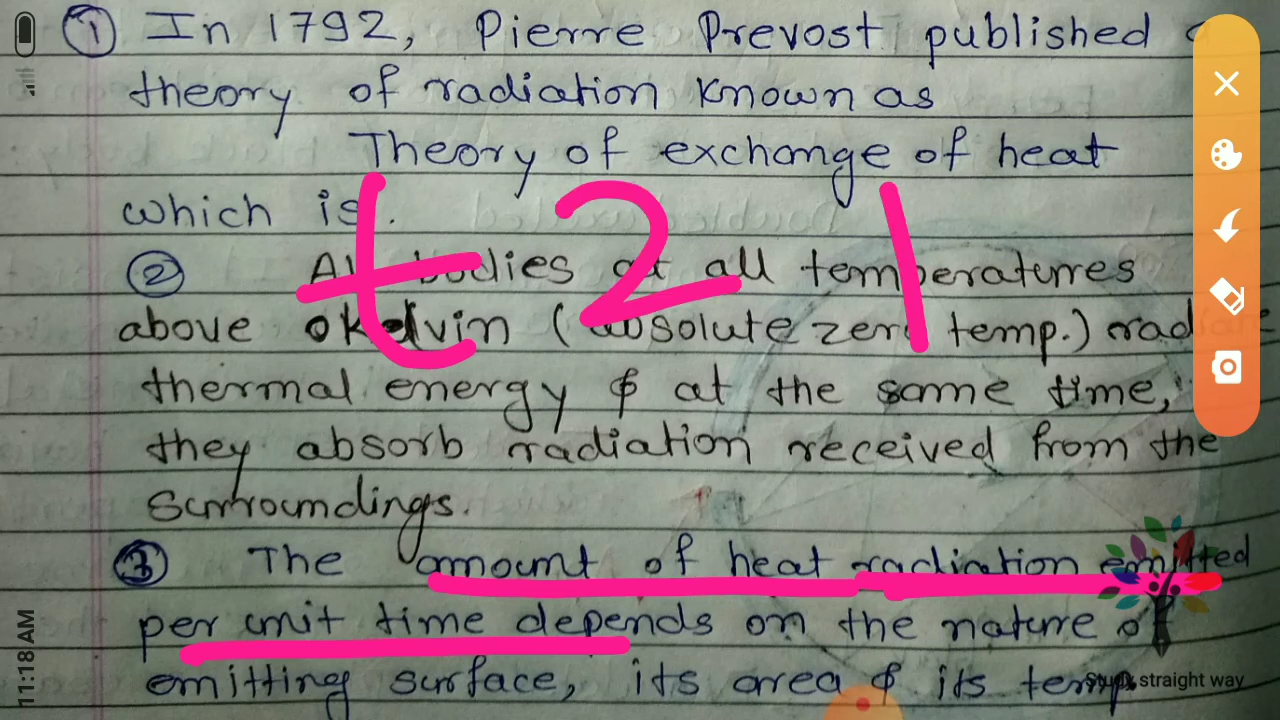 ① In 1792, Pierre Prevost published a
theory of radiation known as
Theory of exchange of heat
which is.
② All bodies at all temperatures
above 0 kelvin (absolute zero temp.) radiate
thermal energy & at the same time,
they absorb radiation received from the
surroundings.
③ The amount of heat radiation emitted
per unit time depends on the nature of
emitting surface, its area & its temp.
t 2 1
11:18 AM
Study straight way